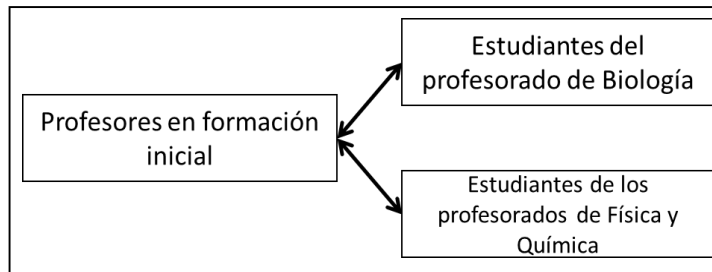 Estudiantes del
profesorado de Biología
Profesores en formación
inicial
Estudiantes de los
profesorados de Física y
Química